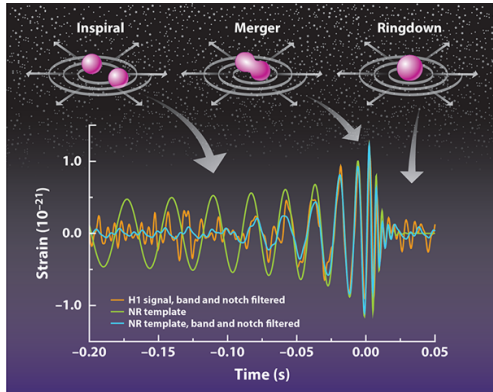 Inspiral Merger Ringdown
1.0
0.0
−1.0
Strain (10⁻²¹)
H1 signal, band and notch filtered
NR template
NR template, band and notch filtered
−0.20 −0.15 −0.10 −0.05 0.00 0.05
Time (s)